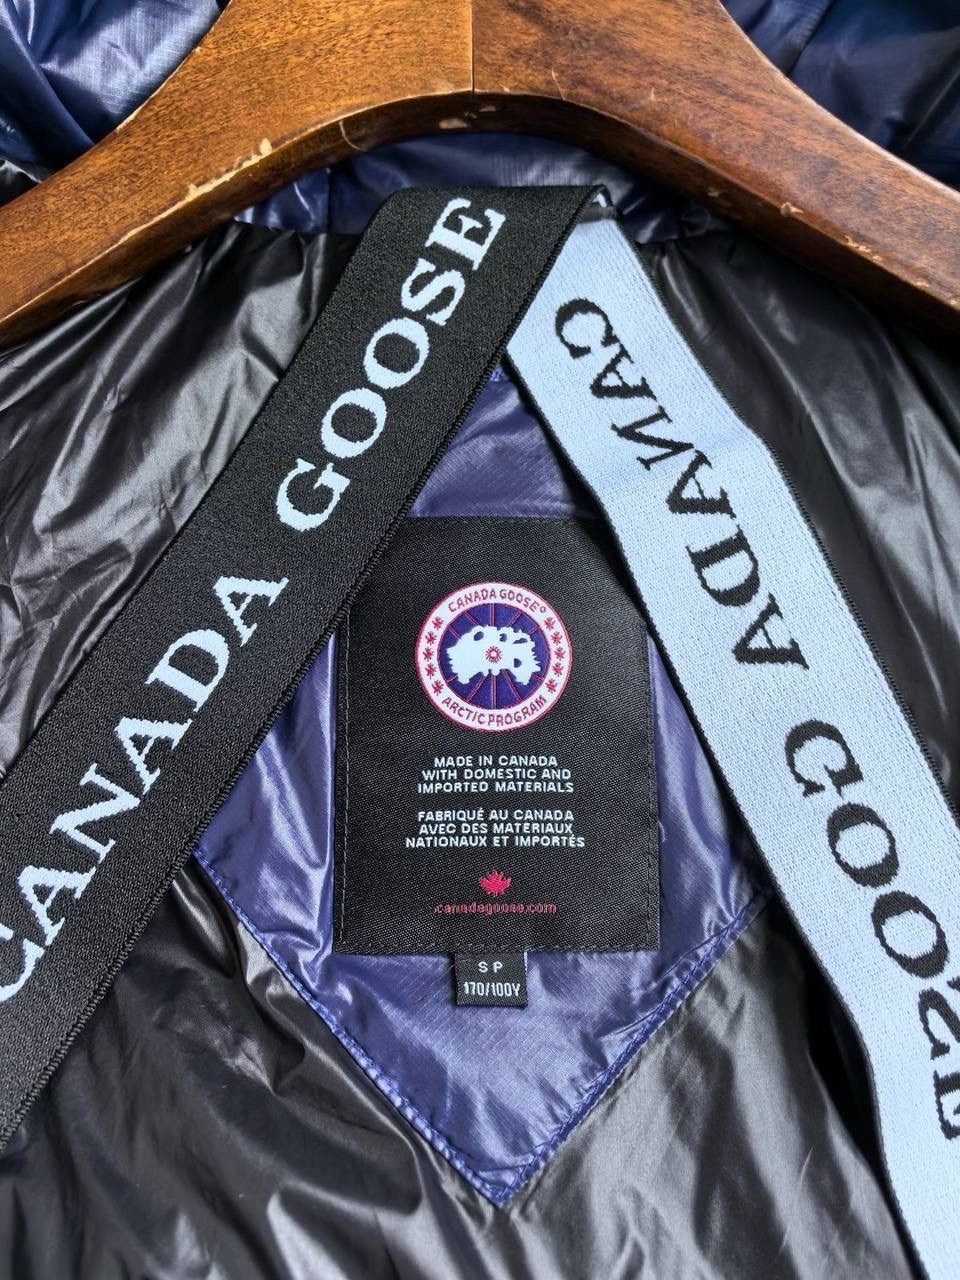 CANADA GOOSE
CANADA GOOSE
CANADA GOOSE®
ARCTIC PROGRAM
MADE IN CANADA
WITH DOMESTIC AND
IMPORTED MATERIALS
FABRIQUÉ AU CANADA
AVEC DES MATERIAUX
NATIONAUX ET IMPORTÉS
canadagoose.com
S P
170/100Y